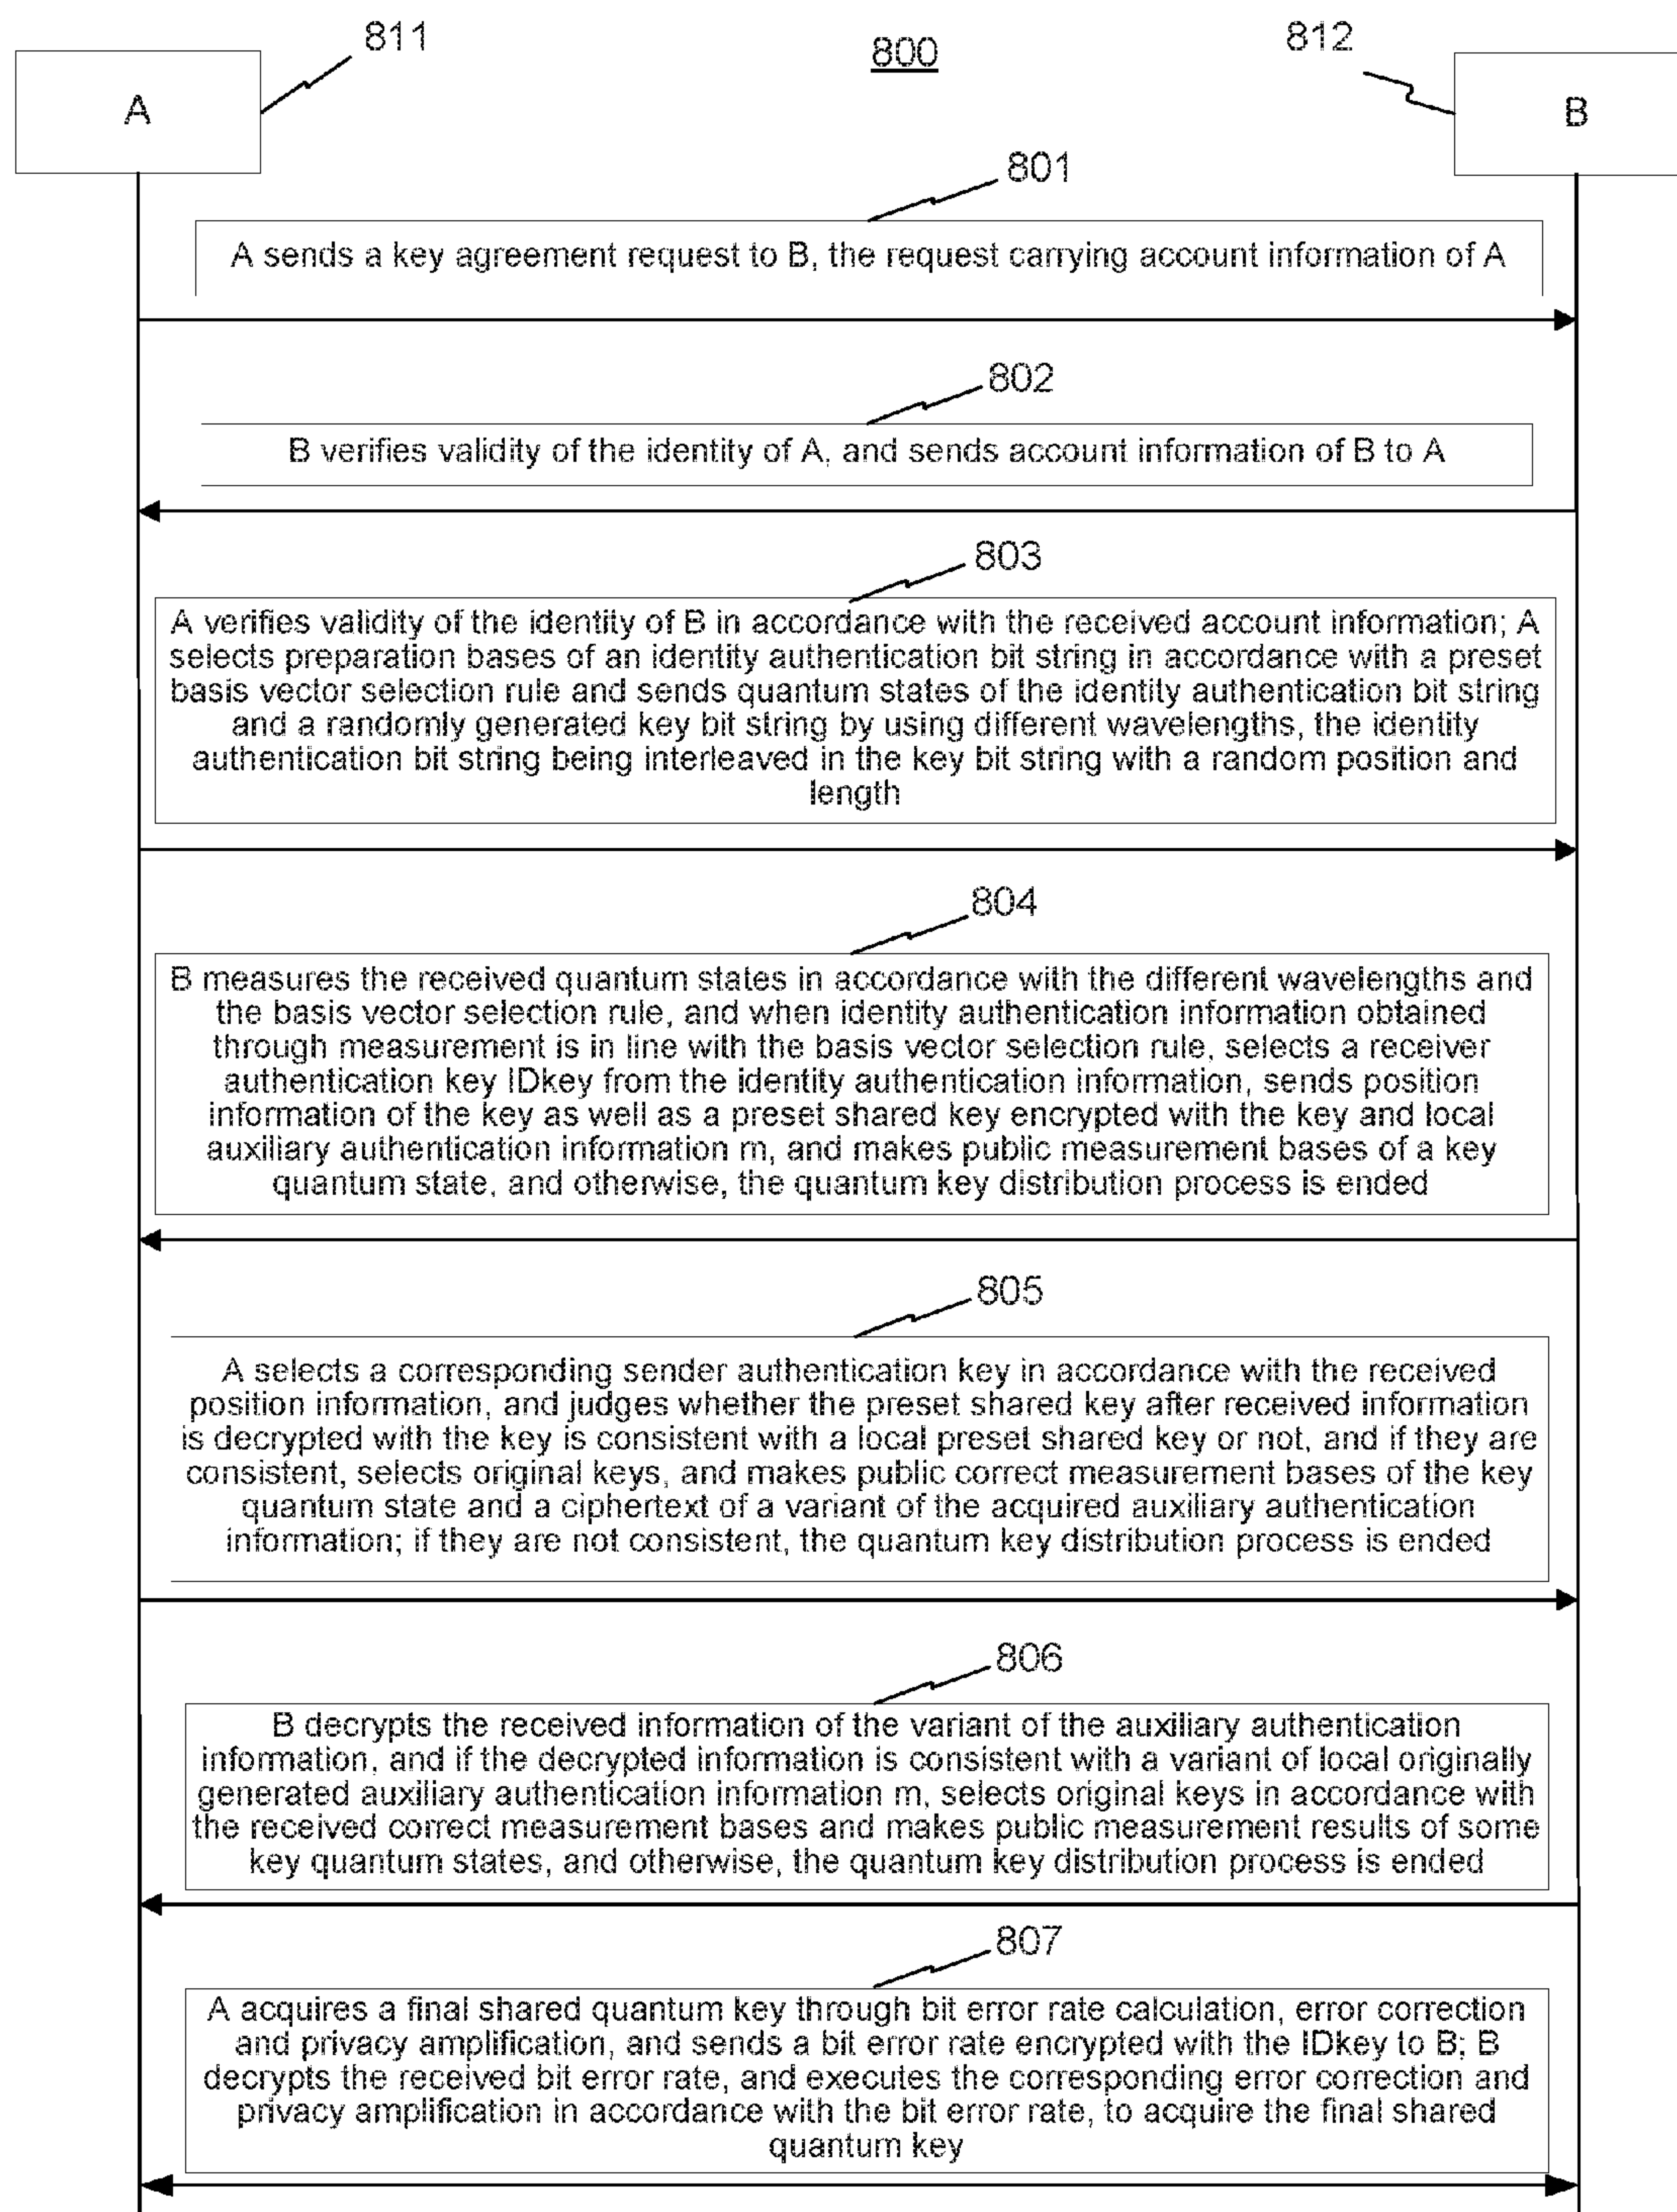 811
800
812
A
B
801
A sends a key agreement request to B, the request carrying account information of A
802
B verifies validity of the identity of A, and sends account information of B to A
803
A verifies validity of the identity of B in accordance with the received account information; A
selects preparation bases of an identity authentication bit string in accordance with a preset
basis vector selection rule and sends quantum states of the identity authentication bit string
and a randomly generated key bit string by using different wavelengths, the identity
authentication bit string being interleaved in the key bit string with a random position and
length
804
B measures the received quantum states in accordance with the different wavelengths and
the basis vector selection rule, and when identity authentication information obtained
through measurement is in line with the basis vector selection rule, selects a receiver
authentication key IDkey from the identity authentication information, sends position
information of the key as well as a preset shared key encrypted with the key and local
auxiliary authentication information m, and makes public measurement bases of a key
quantum state, and otherwise, the quantum key distribution process is ended
805
A selects a corresponding sender authentication key in accordance with the received
position information, and judges whether the preset shared key after received information
is decrypted with the key is consistent with a local preset shared key or not, and if they are
consistent, selects original keys, and makes public correct measurement bases of the key
quantum state and a ciphertext of a variant of the acquired auxiliary authentication
information; if they are not consistent, the quantum key distribution process is ended
806
B decrypts the received information of the variant of the auxiliary authentication
information, and if the decrypted information is consistent with a variant of local originally
generated auxiliary authentication information m, selects original keys in accordance with
the received correct measurement bases and makes public measurement results of some
key quantum states, and otherwise, the quantum key distribution process is ended
807
A acquires a final shared quantum key through bit error rate calculation, error correction
and privacy amplification, and sends a bit error rate encrypted with the IDkey to B; B
decrypts the received bit error rate, and executes the corresponding error correction and
privacy amplification in accordance with the bit error rate, to acquire the final shared
quantum key